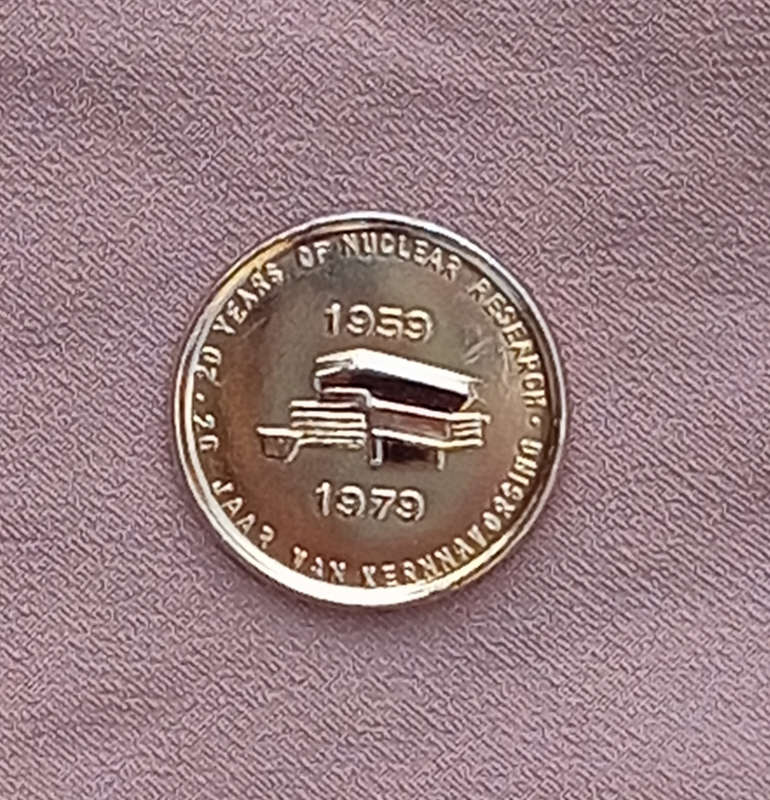 20 YEARS OF NUCLEAR RESEARCH
1959
1979
20 JAAR VAN KERNNAVORSING